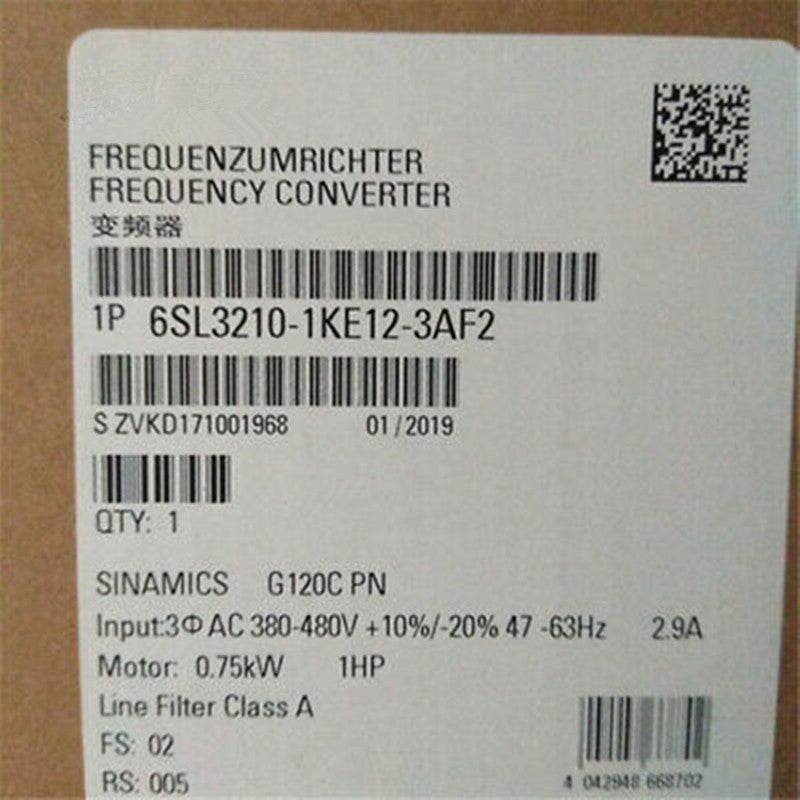 FREQUENZUMRICHTER
FREQUENCY CONVERTER
变频器
1P 6SL3210-1KE12-3AF2
S ZVKD171001968 01/2019
QTY: 1
SINAMICS G120C PN
Input:3Φ AC 380-480V +10%/-20% 47 -63Hz 2.9A
Motor: 0.75kW 1HP
Line Filter Class A
FS: 02
RS: 005
4 042948 668702